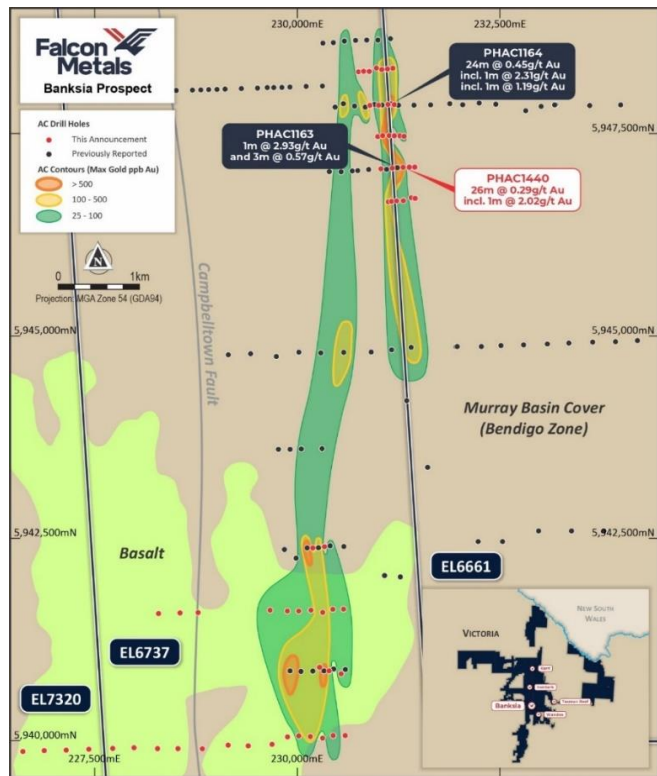 Falcon
Metals
Banksia Prospect
AC Drill Holes
This Announcement
Previously Reported
AC Contours (Max Gold ppb Au)
> 500
100 - 500
25 - 100
0 1km
Projection: MGA Zone 54 (GDA94)
230,000mE
232,500mE
PHAC1164
24m @ 0.45g/t Au
incl. 1m @ 2.31g/t Au
incl. 1m @ 1.19g/t Au
5,947,500mN
PHAC1163
1m @ 2.93g/t Au
and 3m @ 0.57g/t Au
PHAC1440
26m @ 0.29g/t Au
incl. 1m @ 2.02g/t Au
5,945,000mN
5,945,000mN
Campbelltown Fault
Murray Basin Cover
(Bendigo Zone)
5,942,500mN
5,942,500mN
Basalt
EL6661
EL6737
EL7320
NEW SOUTH
WALES
VICTORIA
Banksia
5,940,000mN
227,500mE
230,000mE